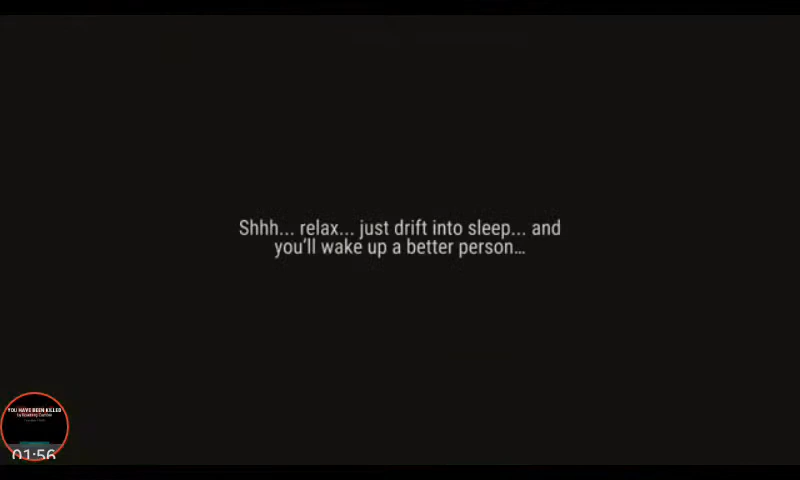 Shhh... relax... just drift into sleep... and
you'll wake up a better person...
YOU HAVE BEEN KILLED
01:56